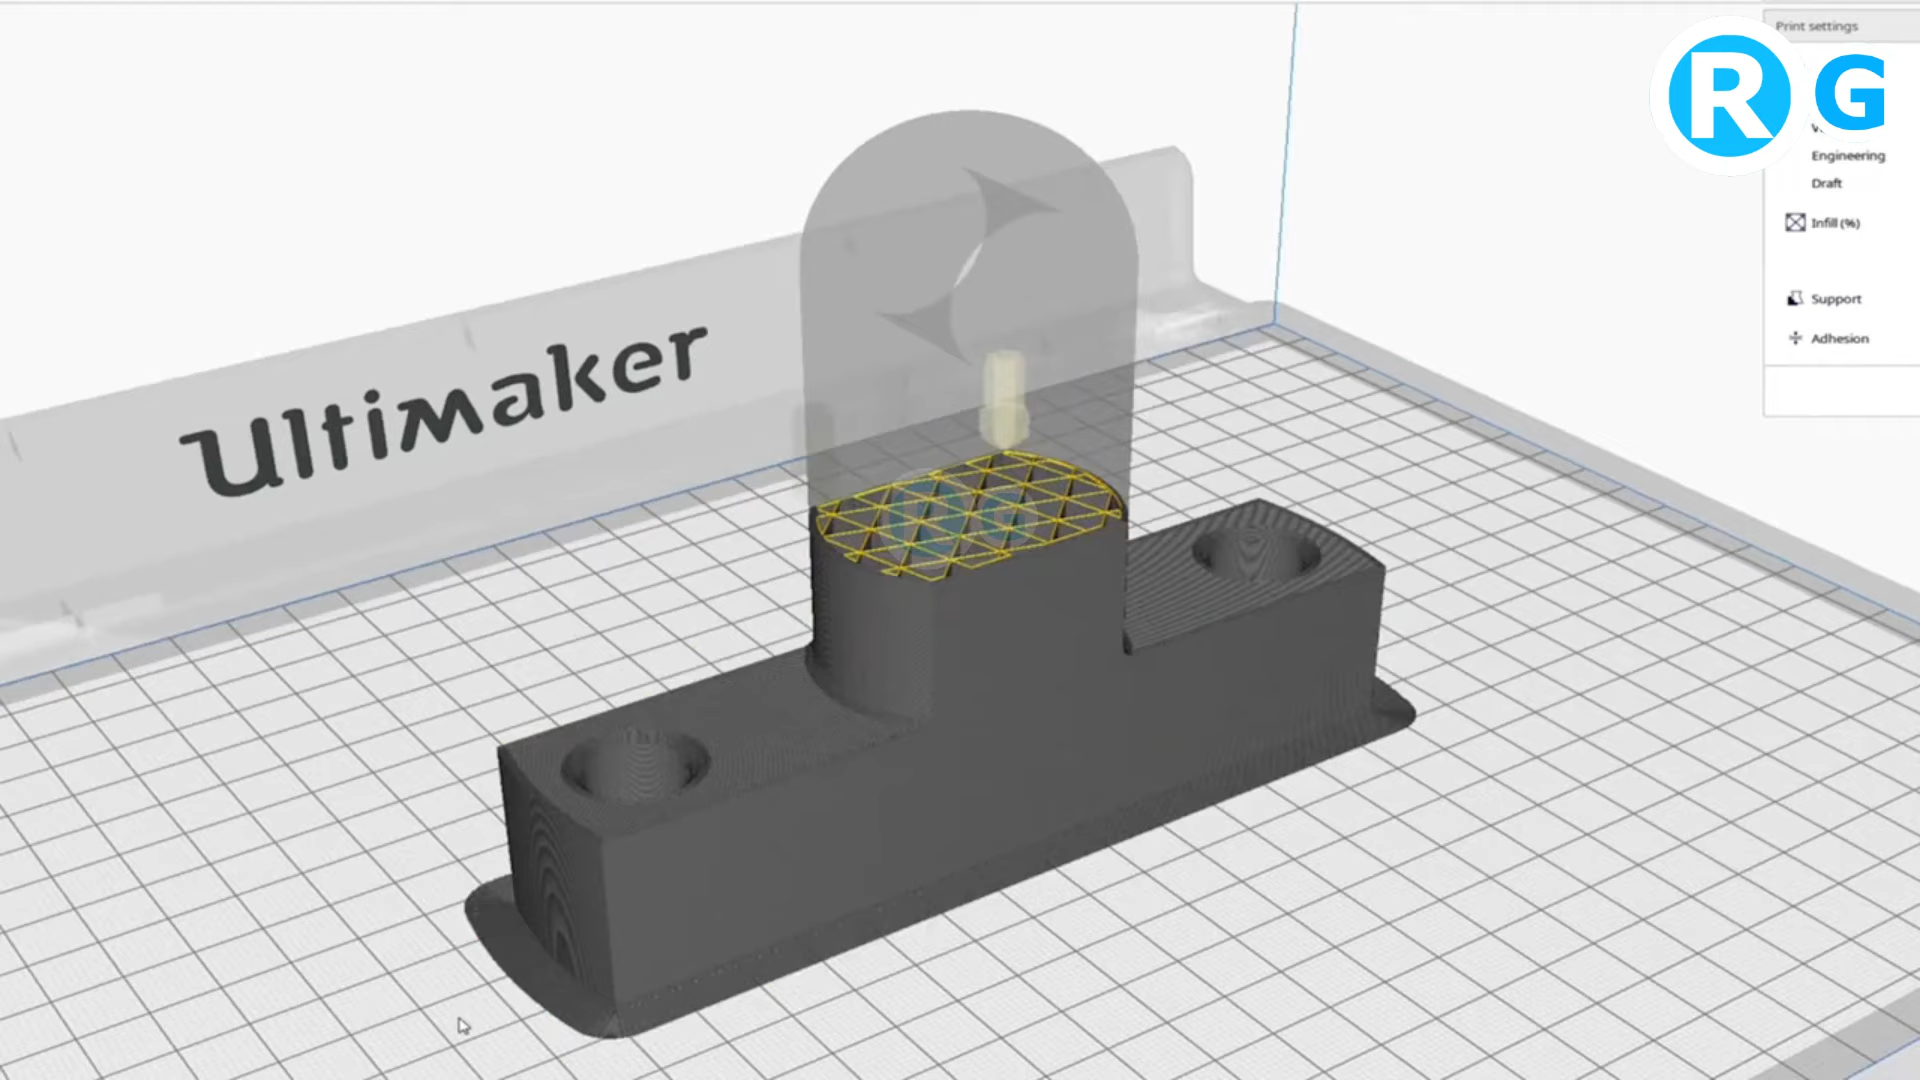 Print settings
R G
Engineering
Draft
Infill (%)
Support
Adhesion
Ultimaker